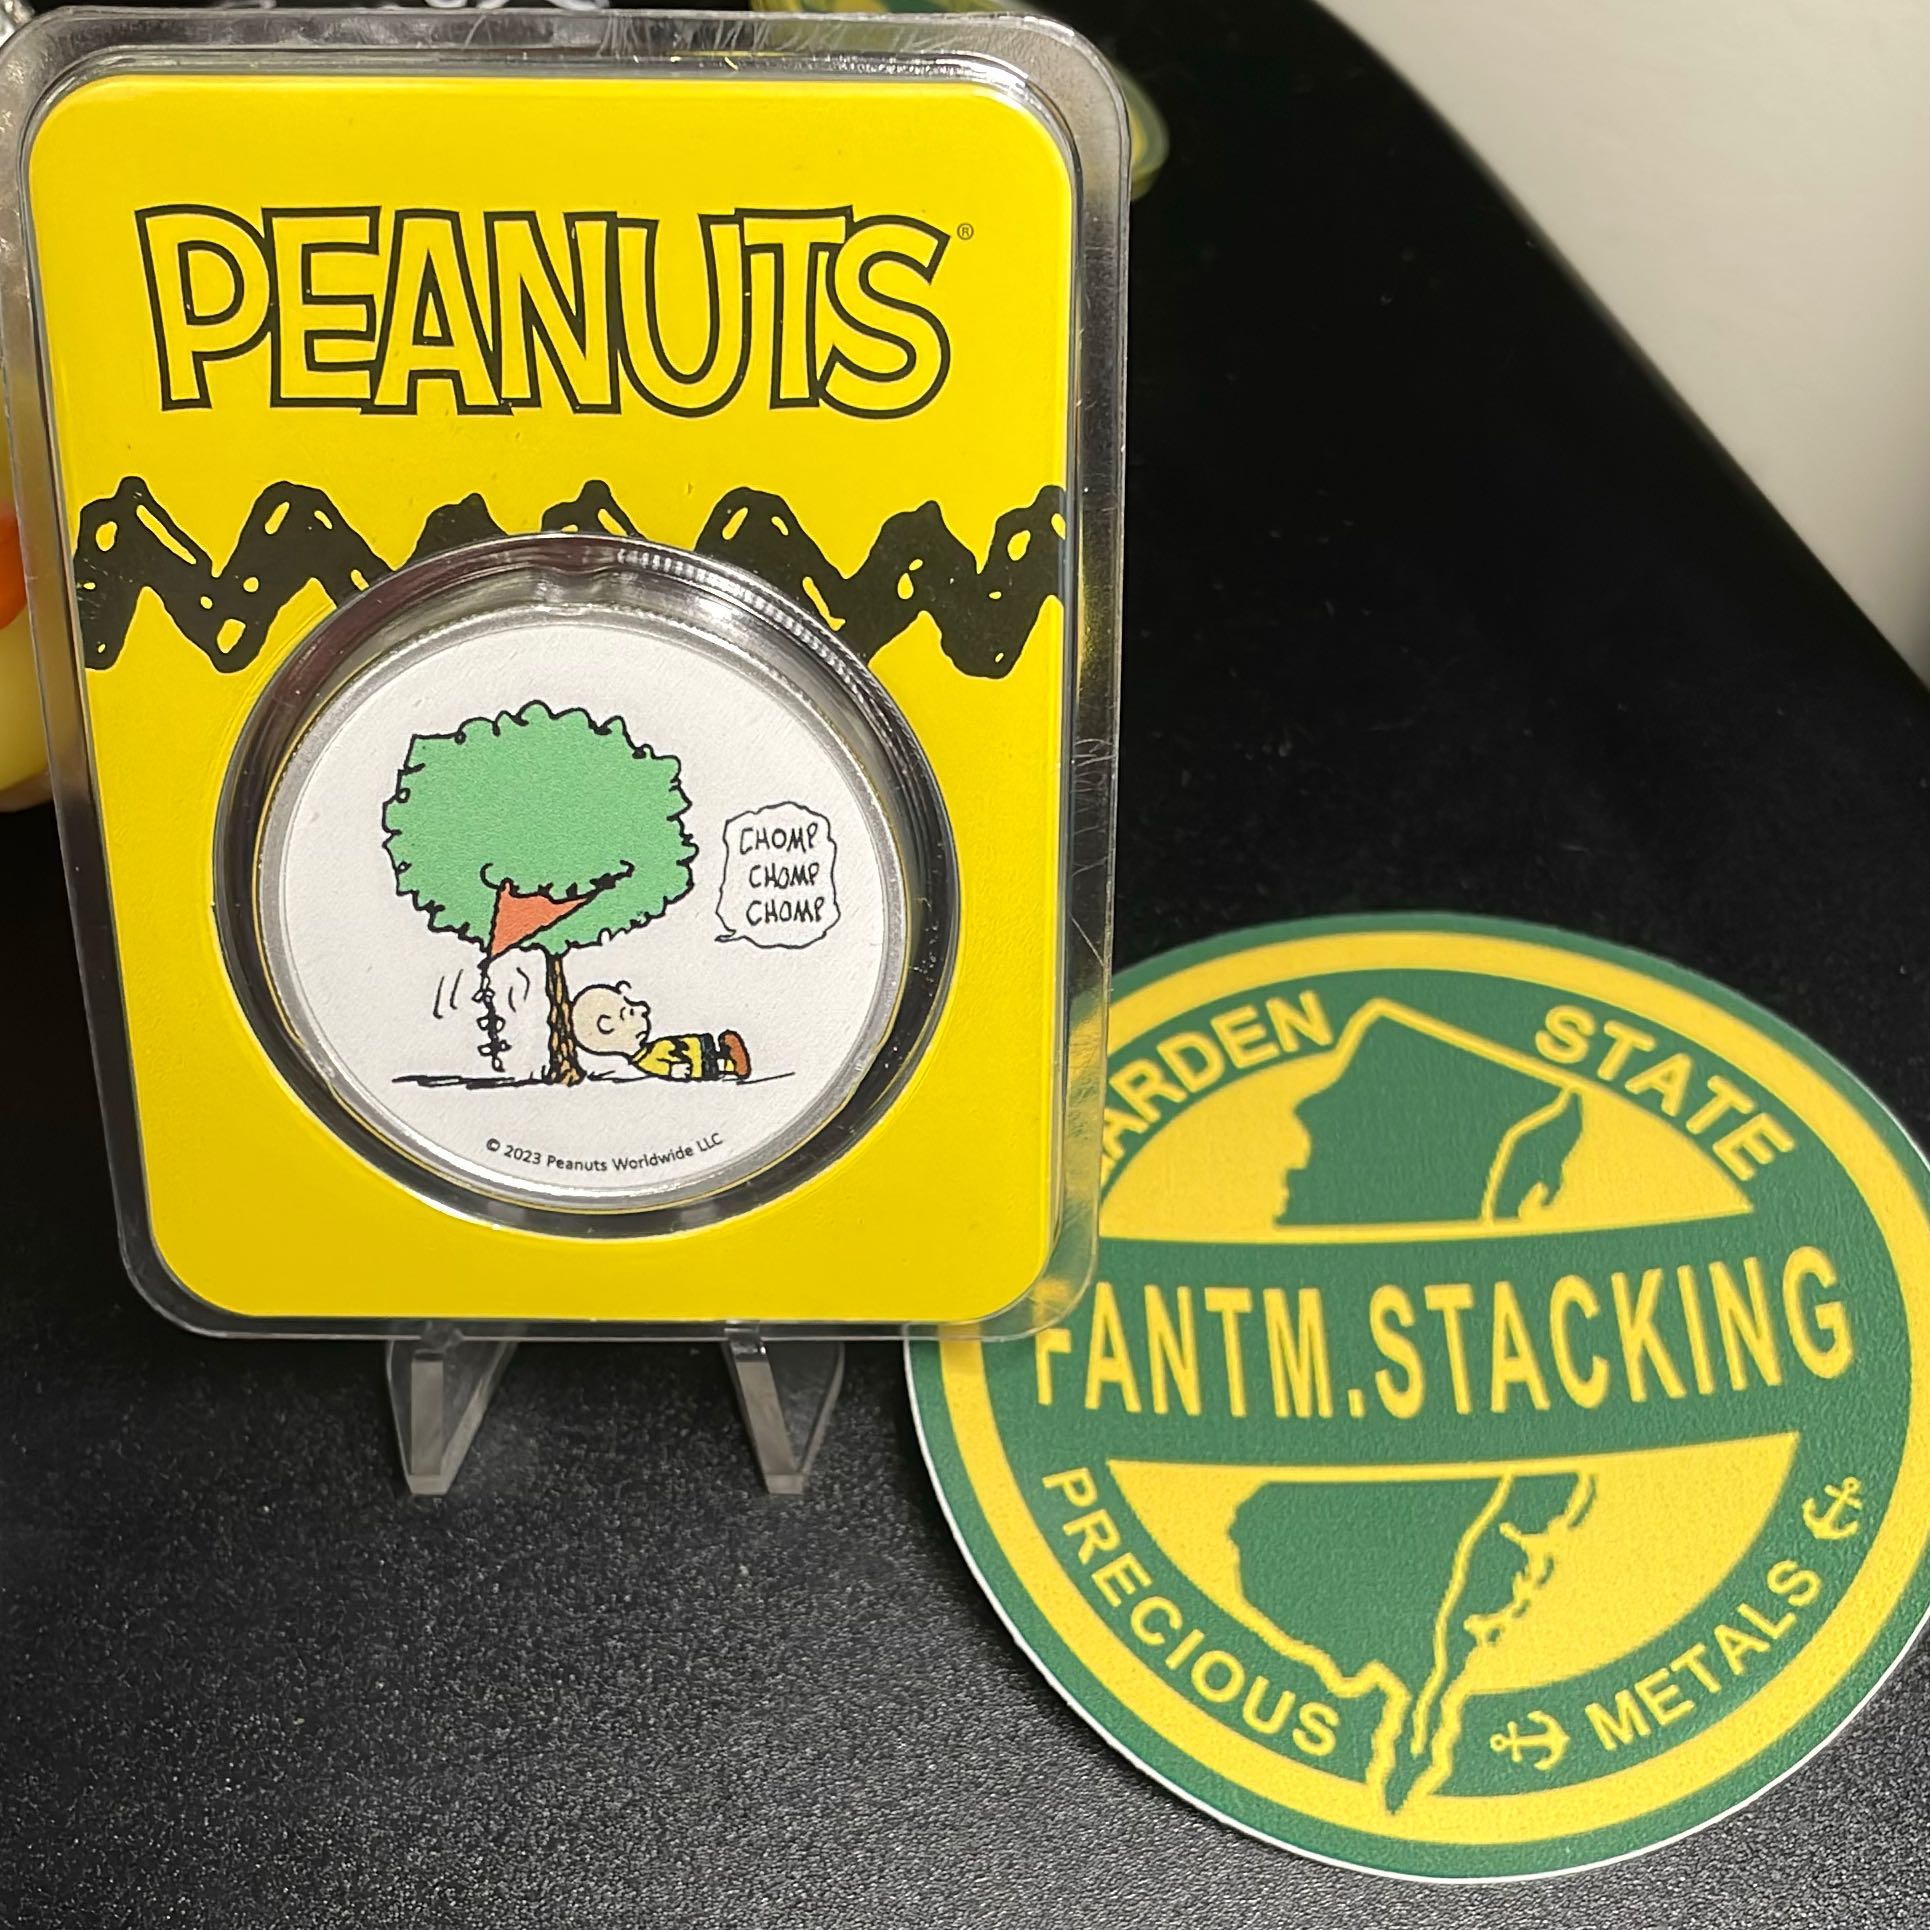 PEANUTS®
CHOMP
CHOMP
CHOMP
© 2023 Peanuts Worldwide LLC
GARDEN STATE
FANTM.STACKING
PRECIOUS METALS